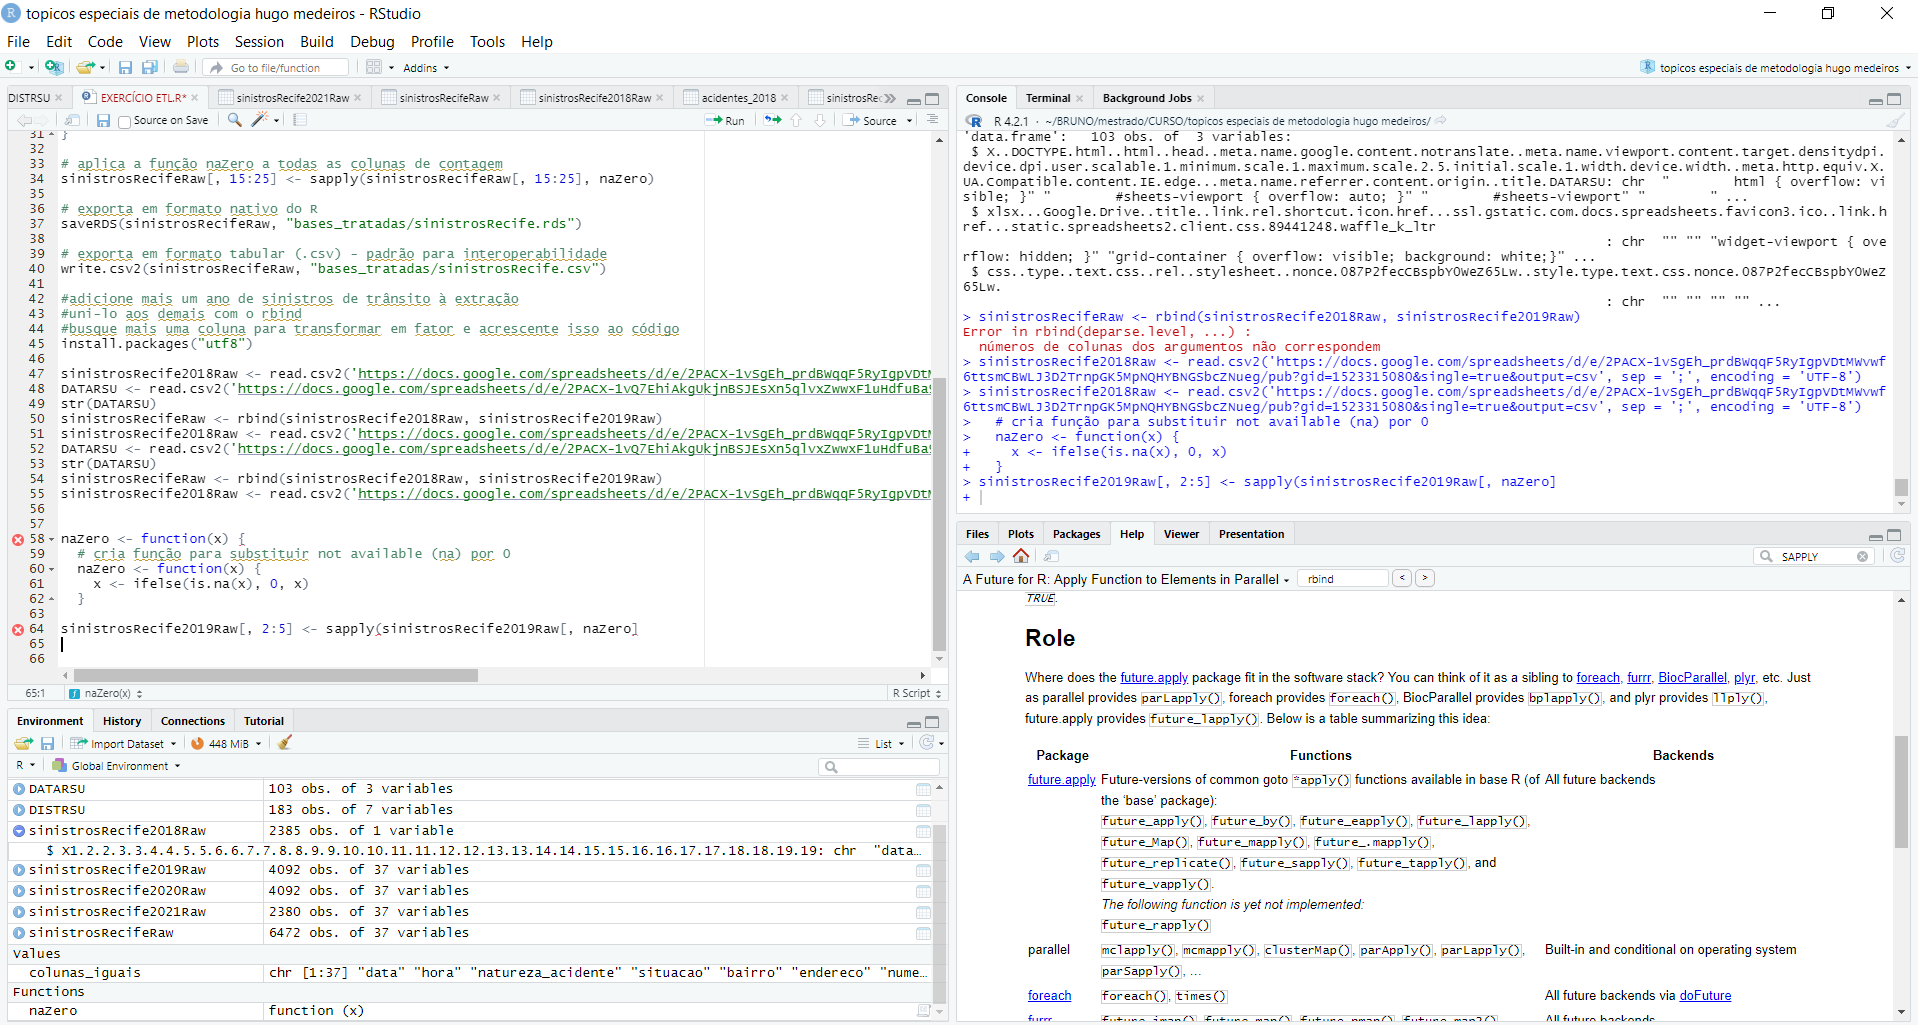 topicos especiais de metodologia hugo medeiros - RStudio
File Edit Code View Plots Session Build Debug Profile Tools Help
Go to file/function Addins topicos especiais de metodologia hugo medeiros
DISTRSU EXERCÍCIO ETL.R* sinistrosRecife2021Raw sinistrosRecifeRaw sinistrosRecife2018Raw acidentes_2018 sinistrosRe
Source on Save Run Source
31 }
32
33 # aplica a função naZero a todas as colunas de contagem
34 sinistrosRecifeRaw[, 15:25] <- sapply(sinistrosRecifeRaw[, 15:25], naZero)
35
36 # exporta em formato nativo do R
37 saveRDS(sinistrosRecifeRaw, "bases_tratadas/sinistrosRecife.rds")
38
39 # exporta em formato tabular (.csv) - padrão para interoperabilidade
40 write.csv2(sinistrosRecifeRaw, "bases_tratadas/sinistrosRecife.csv")
41
42 #adicione mais um ano de sinistros de trânsito à extração
43 #uni-lo aos demais com o rbind
44 #busque mais uma coluna para transformar em fator e acrescente isso ao código
45 install.packages("utf8")
46
47 sinistrosRecife2018Raw <- read.csv2('https://docs.google.com/spreadsheets/d/e/2PACX-1vSgEh_prdBWqqF5RyIgpVDtM
48 DATARSU <- read.csv2('https://docs.google.com/spreadsheets/d/e/2PACX-1vQ7EhiAkgUkjnBSJEsXn5qlvxZwwxF1uHdfuBa9
49 str(DATARSU)
50 sinistrosRecifeRaw <- rbind(sinistrosRecife2018Raw, sinistrosRecife2019Raw)
51 sinistrosRecife2018Raw <- read.csv2('https://docs.google.com/spreadsheets/d/e/2PACX-1vSgEh_prdBWqqF5RyIgpVDtM
52 DATARSU <- read.csv2('https://docs.google.com/spreadsheets/d/e/2PACX-1vQ7EhiAkgUkjnBSJEsXn5qlvxZwwxF1uHdfuBa9
53 str(DATARSU)
54 sinistrosRecifeRaw <- rbind(sinistrosRecife2018Raw, sinistrosRecife2019Raw)
55 sinistrosRecife2018Raw <- read.csv2('https://docs.google.com/spreadsheets/d/e/2PACX-1vSgEh_prdBWqqF5RyIgpVDtM
56
57
58 naZero <- function(x) {
59 # cria função para substituir not available (na) por 0
60 naZero <- function(x) {
61 x <- ifelse(is.na(x), 0, x)
62 }
63
64 sinistrosRecife2019Raw[, 2:5] <- sapply(sinistrosRecife2019Raw[, naZero]
65
66
65:1 naZero(x) R Script
Environment History Connections Tutorial
Import Dataset 448 MiB List
R Global Environment
DATARSU 103 obs. of 3 variables
DISTRSU 183 obs. of 7 variables
sinistrosRecife2018Raw 2385 obs. of 1 variable
$ X1.2.2.3.3.4.4.5.5.6.6.7.7.8.8.9.9.10.10.11.11.12.12.13.13.14.14.15.15.16.16.17.17.18.18.19.19: chr "data…
sinistrosRecife2019Raw 4092 obs. of 37 variables
sinistrosRecife2020Raw 4092 obs. of 37 variables
sinistrosRecife2021Raw 2380 obs. of 37 variables
sinistrosRecifeRaw 6472 obs. of 37 variables
Values
colunas_iguais chr [1:37] "data" "hora" "natureza_acidente" "situacao" "bairro" "endereco" "nume…
Functions
naZero function (x)
Console Terminal Background Jobs
R 4.2.1 · ~/BRUNO/mestrado/CURSO/topicos especiais de metodologia hugo medeiros/
'data.frame': 103 obs. of 3 variables:
$ X..DOCTYPE.html..html..head..meta.name.google.content.notranslate..meta.name.viewport.content.target.densitydpi.
device.dpi.user.scalable.1.minimum.scale.1.maximum.scale.2.5.initial.scale.1.width.device.width..meta.http.equiv.X.
UA.Compatible.content.IE.edge...meta.name.referrer.content.origin..title.DATARSU: chr " html { overflow: vi
sible; }" " #sheets-viewport { overflow: auto; }" " #sheets-viewport" " " ...
$ xlsx...Google.Drive..title..link.rel.shortcut.icon.href...ssl.gstatic.com.docs.spreadsheets.favicon3.ico..link.h
ref...static.spreadsheets2.client.css.89441248.waffle_k_ltr
: chr "" "" "widget-viewport { ove
rflow: hidden; }" "grid-container { overflow: visible; background: white;}" ...
$ css..type..text.css..rel..stylesheet..nonce.O87P2fecCBspbYOweZ65Lw..style.type.text.css.nonce.O87P2fecCBspbYOweZ
65Lw.
: chr "" "" "" "" ...
> sinistrosRecifeRaw <- rbind(sinistrosRecife2018Raw, sinistrosRecife2019Raw)
Error in rbind(deparse.level, ...) :
números de colunas dos argumentos não correspondem
> sinistrosRecife2018Raw <- read.csv2('https://docs.google.com/spreadsheets/d/e/2PACX-1vSgEh_prdBWqqF5RyIgpVDtMWvwf
6ttsmCBWLJ3D2TrnpGK5MpNQHYBNGSbcZNueg/pub?gid=1523315080&single=true&output=csv', sep = ';', encoding = 'UTF-8')
> sinistrosRecife2018Raw <- read.csv2('https://docs.google.com/spreadsheets/d/e/2PACX-1vSgEh_prdBWqqF5RyIgpVDtMWvwf
6ttsmCBWLJ3D2TrnpGK5MpNQHYBNGSbcZNueg/pub?gid=1523315080&single=true&output=csv', sep = ';', encoding = 'UTF-8')
> # cria função para substituir not available (na) por 0
> naZero <- function(x) {
+ x <- ifelse(is.na(x), 0, x)
+ }
> sinistrosRecife2019Raw[, 2:5] <- sapply(sinistrosRecife2019Raw[, naZero]
+
Files Plots Packages Help Viewer Presentation
SAPPLY
A Future for R: Apply Function to Elements in Parallel rbind < >
TRUE.
Role
Where does the future.apply package fit in the software stack? You can think of it as a sibling to foreach, furrr, BiocParallel, plyr, etc. Just
as parallel provides parLapply(), foreach provides foreach(), BiocParallel provides bplapply(), and plyr provides llply(),
future.apply provides future_lapply(). Below is a table summarizing this idea:
Package Functions Backends
future.apply Future-versions of common goto *apply() functions available in base R (of All future backends
the ‘base’ package):
future_apply(), future_by(), future_eapply(), future_lapply(),
future_Map(), future_mapply(), future_.mapply(),
future_replicate(), future_sapply(), future_tapply(), and
future_vapply().
The following function is yet not implemented:
future_rapply()
parallel mclapply(), mcmapply(), clusterMap(), parApply(), parLapply(), Built-in and conditional on operating system
parSapply(), …
foreach foreach(), times() All future backends via doFuture
furrr future_imap(), future_map(), future_pmap(), future_map2(), All future backends